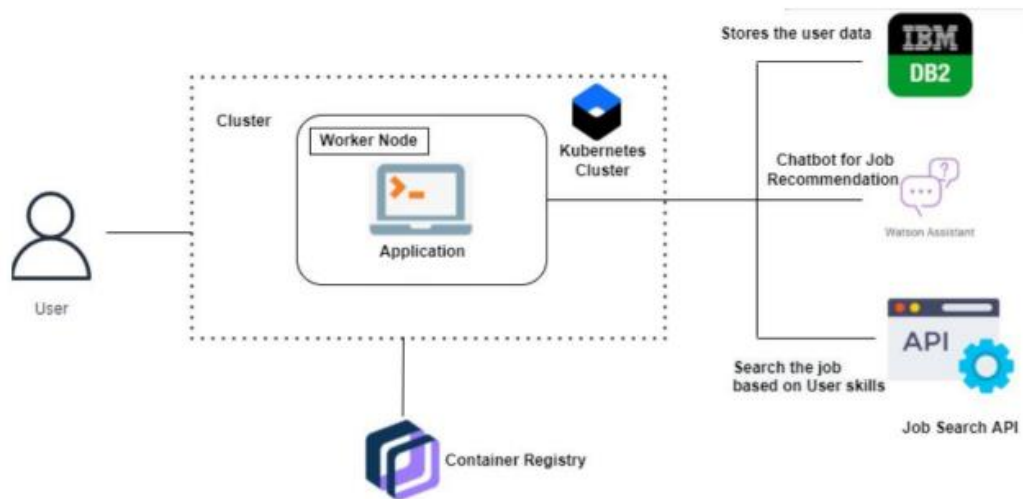 Stores the user data
IBM
DB2
Cluster
Worker Node
Kubernetes
Cluster
Application
Chatbot for Job
Recommendation
?
Watson Assistant
User
API
Search the job
based on User skills
Job Search API
Container Registry